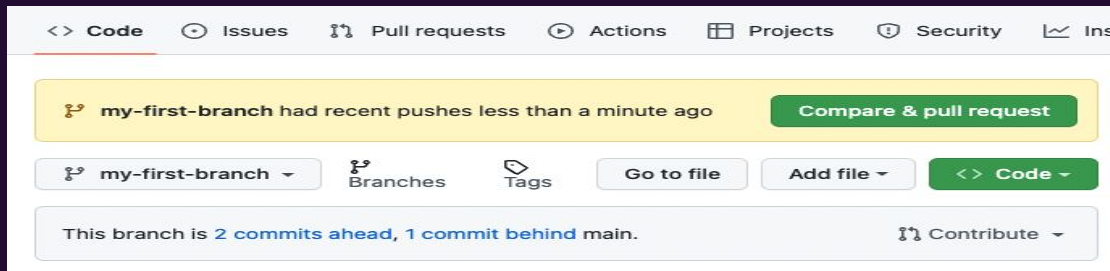 <> Code Issues Pull requests Actions Projects Security Ins
my-first-branch had recent pushes less than a minute ago Compare & pull request
my-first-branch Branches Tags Go to file Add file <> Code
This branch is 2 commits ahead, 1 commit behind main. Contribute